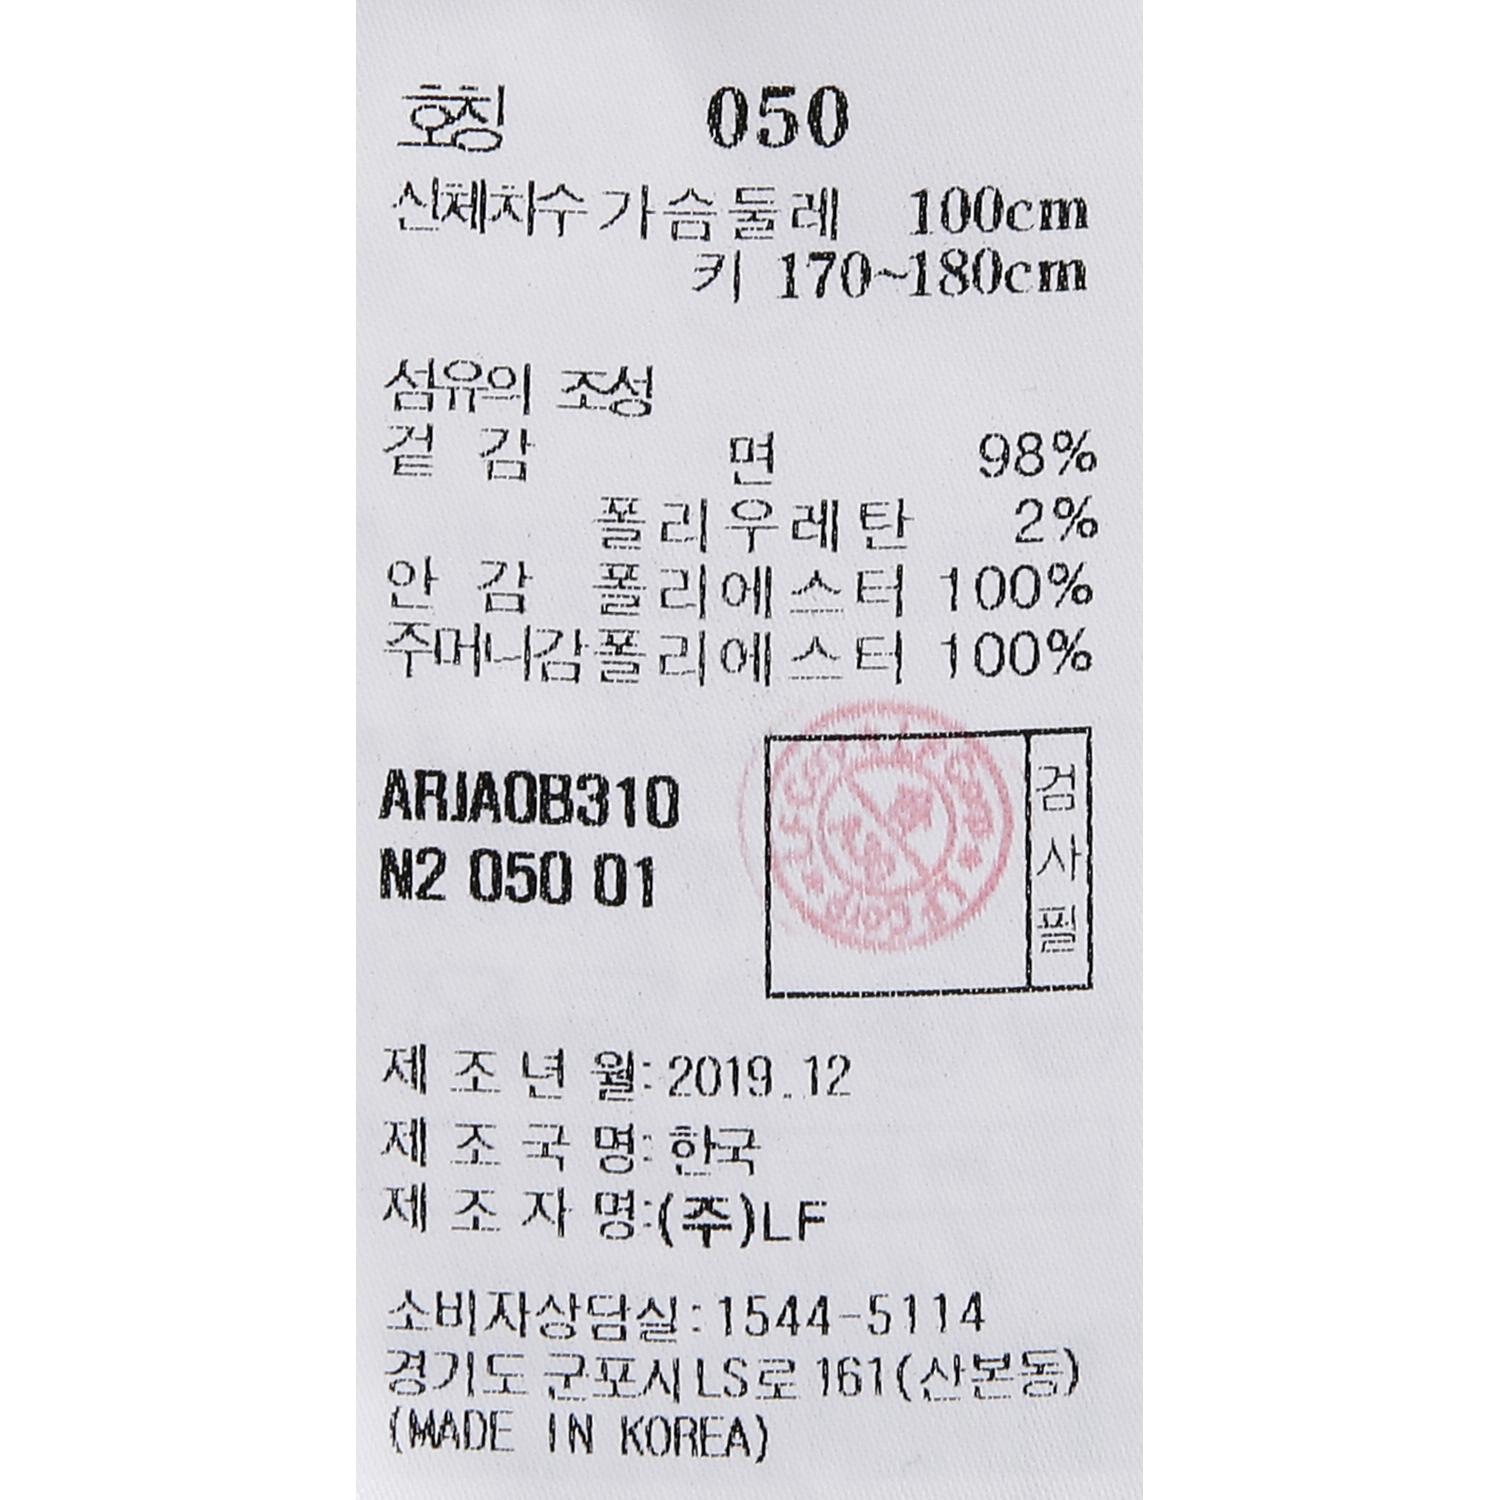 호칭 050
신체치수 가슴둘레 100cm
키 170~180cm
섬유의 조성
겉 감 면 98%
폴리우레탄 2%
안 감 폴리에스터 100%
주머니감 폴리에스터 100%
ARJA0B310
N2 050 01
검사필
제 조 년 월: 2019.12
제 조 국 명: 한국
제 조 자 명: (주)LF
소비자상담실: 1544-5114
경기도 군포시 LS로 161(산본동)
(MADE IN KOREA)